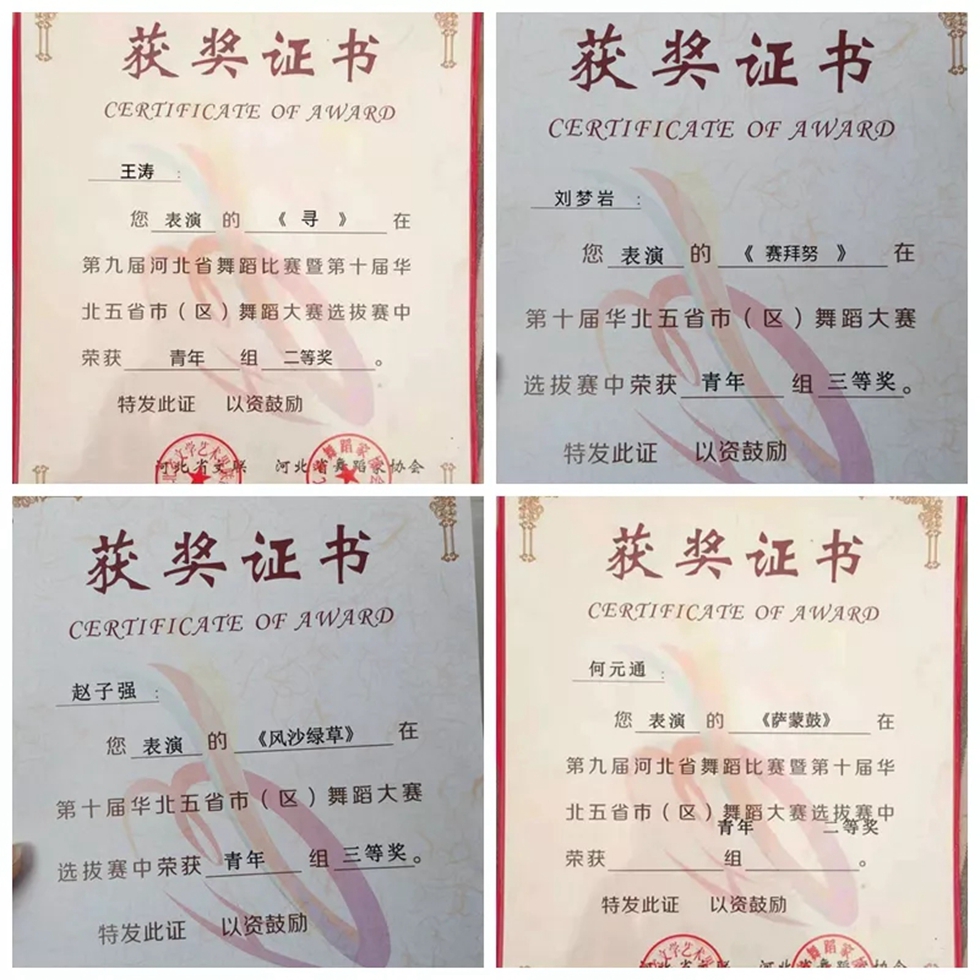 获奖证书
CERTIFICATE OF AWARD
王涛：
您 表演 的 《 寻 》 在
第九届河北省舞蹈比赛暨第十届华
北五省市（区）舞蹈大赛选拔赛中
荣获 青年 组 二等奖 。
特发此证 以资鼓励
河北省文联 河北省舞蹈家协会
获奖证书
CERTIFICATE OF AWARD
刘梦岩：
您 表演 的 《 赛拜努 》 在
第十届华北五省市（区）舞蹈大赛
选拔赛中荣获 青年 组 三等奖。
特发此证 以资鼓励
获奖证书
CERTIFICATE OF AWARD
赵子强：
您 表演 的 《风沙绿草》 在
第十届华北五省市（区）舞蹈大赛
选拔赛中荣获 青年 组 三等奖。
特发此证 以资鼓励
获奖证书
CERTIFICATE OF AWARD
何元通：
您 表演 的 《萨蒙鼓》 在
第九届河北省舞蹈比赛暨第十届华
北五省市（区）舞蹈大赛选拔赛中
青年 二等奖
荣获 组 。
特发此证 以资鼓励